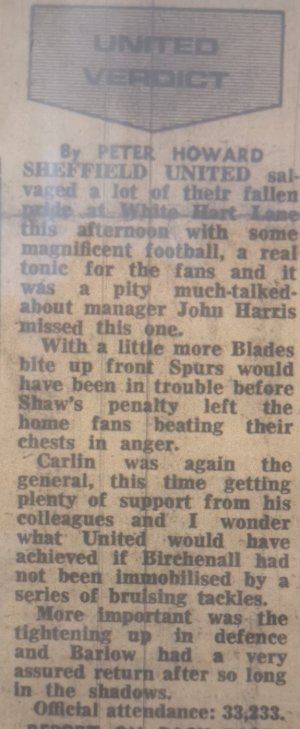 UNITED
VERDICT
By PETER HOWARD
SHEFFIELD UNITED sal-
vaged a lot of their fallen
pride at White Hart Lane
this afternoon with some
magnificent football, a real
tonic for the fans and it
was a pity much-talked-
about manager John Harris
missed this one.
With a little more Blades
bite up front Spurs would
have been in trouble before
Shaw's penalty left the
home fans beating their
chests in anger.
Carlin was again the
general, this time getting
plenty of support from his
colleagues and I wonder
what United would have
achieved if Birchenall had
not been immobilised by a
series of bruising tackles.
More important was the
tightening up in defence
and Barlow had a very
assured return after so long
in the shadows.
Official attendance: 33,233.
REPORT ON BACK